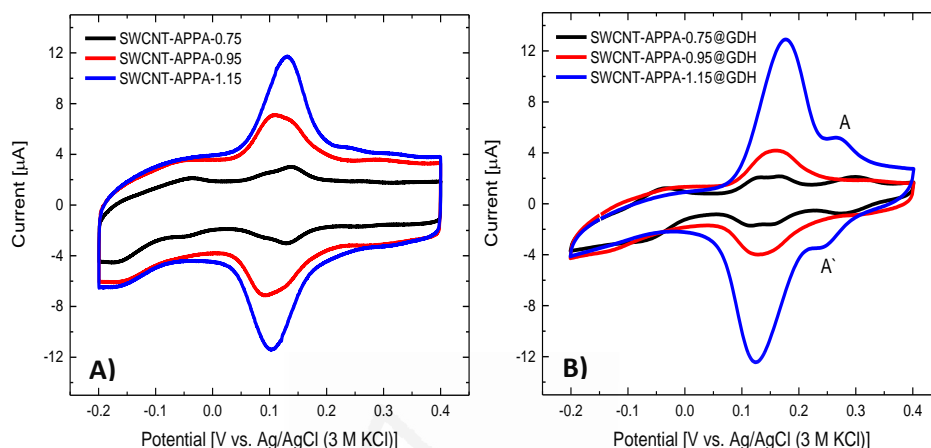 SWCNT-APPA-0.75
SWCNT-APPA-0.95
SWCNT-APPA-1.15
12
8
4
0
-4
-8
-12
Current [µA]
A)
-0.2 -0.1 0.0 0.1 0.2 0.3 0.4
Potential [V vs. Ag/AgCl (3 M KCl)]
SWCNT-APPA-0.75@GDH
SWCNT-APPA-0.95@GDH
SWCNT-APPA-1.15@GDH
12
8
4
0
-4
-8
-12
Current [µA]
A
A`
B)
-0.2 -0.1 0.0 0.1 0.2 0.3 0.4
Potential [V vs. Ag/AgCl (3 M KCl)]